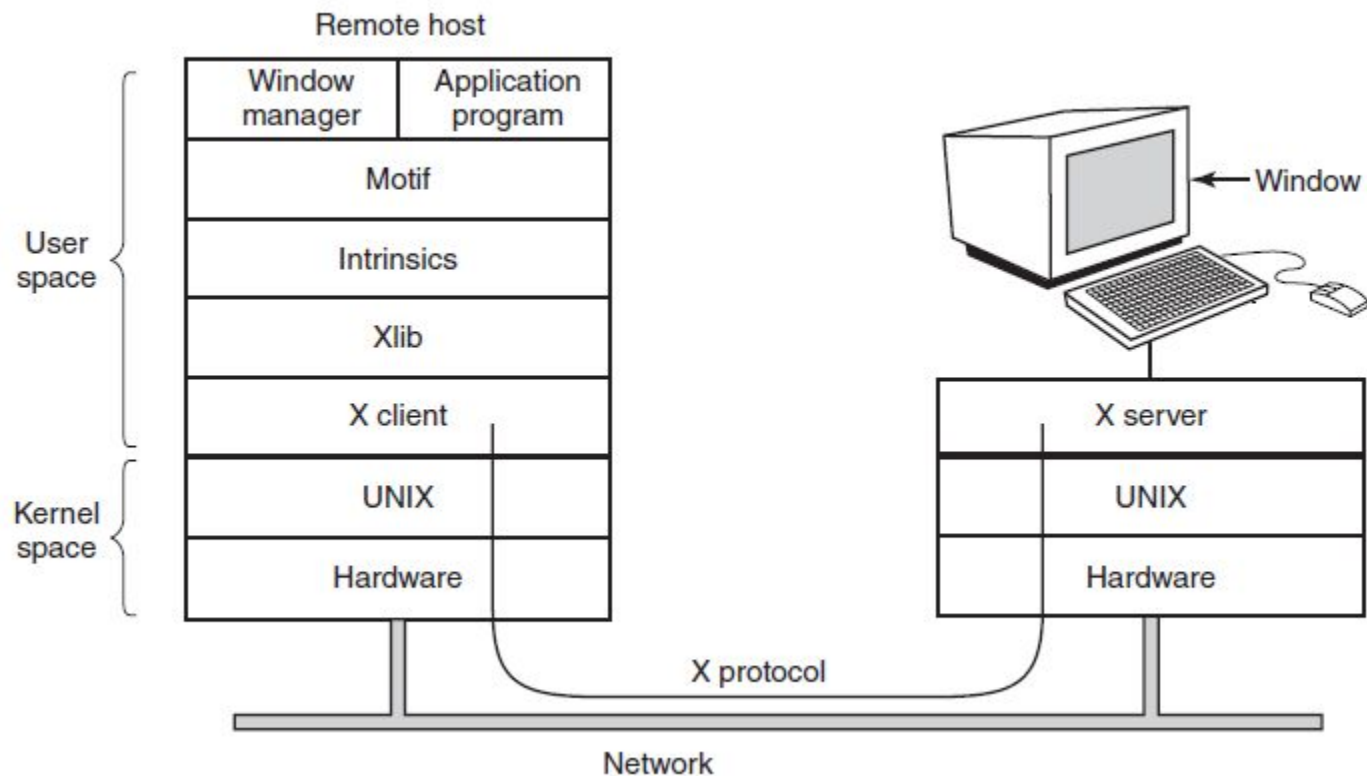 Remote host
Window
manager
Application
program
Motif
Window
User
space
Intrinsics
Xlib
X client
X server
Kernel
space
UNIX
UNIX
Hardware
Hardware
X protocol
Network